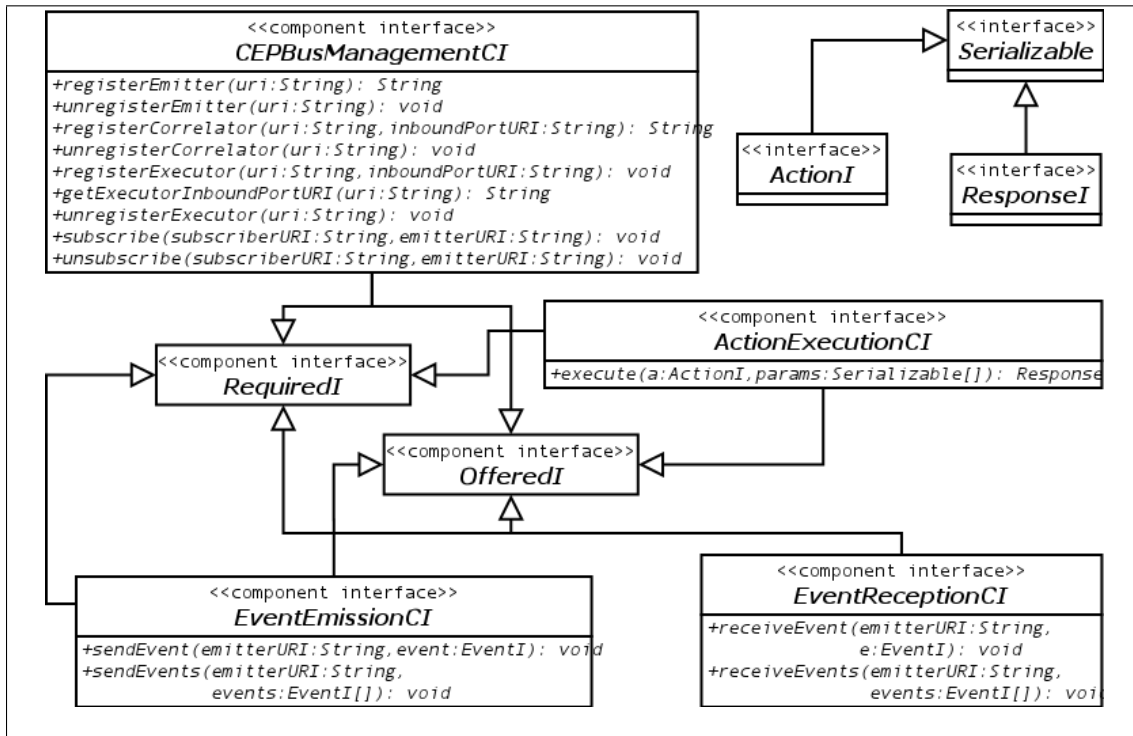 <<component interface>>
CEPBusManagementCI
+registerEmitter(uri:String): String
+unregisterEmitter(uri:String): void
+registerCorrelator(uri:String,inboundPortURI:String): String
+unregisterCorrelator(uri:String): void
+registerExecutor(uri:String,inboundPortURI:String): void
+getExecutorInboundPortURI(uri:String): String
+unregisterExecutor(uri:String): void
+subscribe(subscriberURI:String,emitterURI:String): void
+unsubscribe(subscriberURI:String,emitterURI:String): void
<<interface>>
Serializable
<<interface>>
ActionI
<<interface>>
ResponseI
<<component interface>>
ActionExecutionCI
+execute(a:ActionI,params:Serializable[]): Response
<<component interface>>
RequiredI
<<component interface>>
OfferedI
<<component interface>>
EventEmissionCI
+sendEvent(emitterURI:String,event:EventI): void
+sendEvents(emitterURI:String,
events:EventI[]): void
<<component interface>>
EventReceptionCI
+receiveEvent(emitterURI:String,
e:EventI): void
+receiveEvents(emitterURI:String,
events:EventI[]): voi